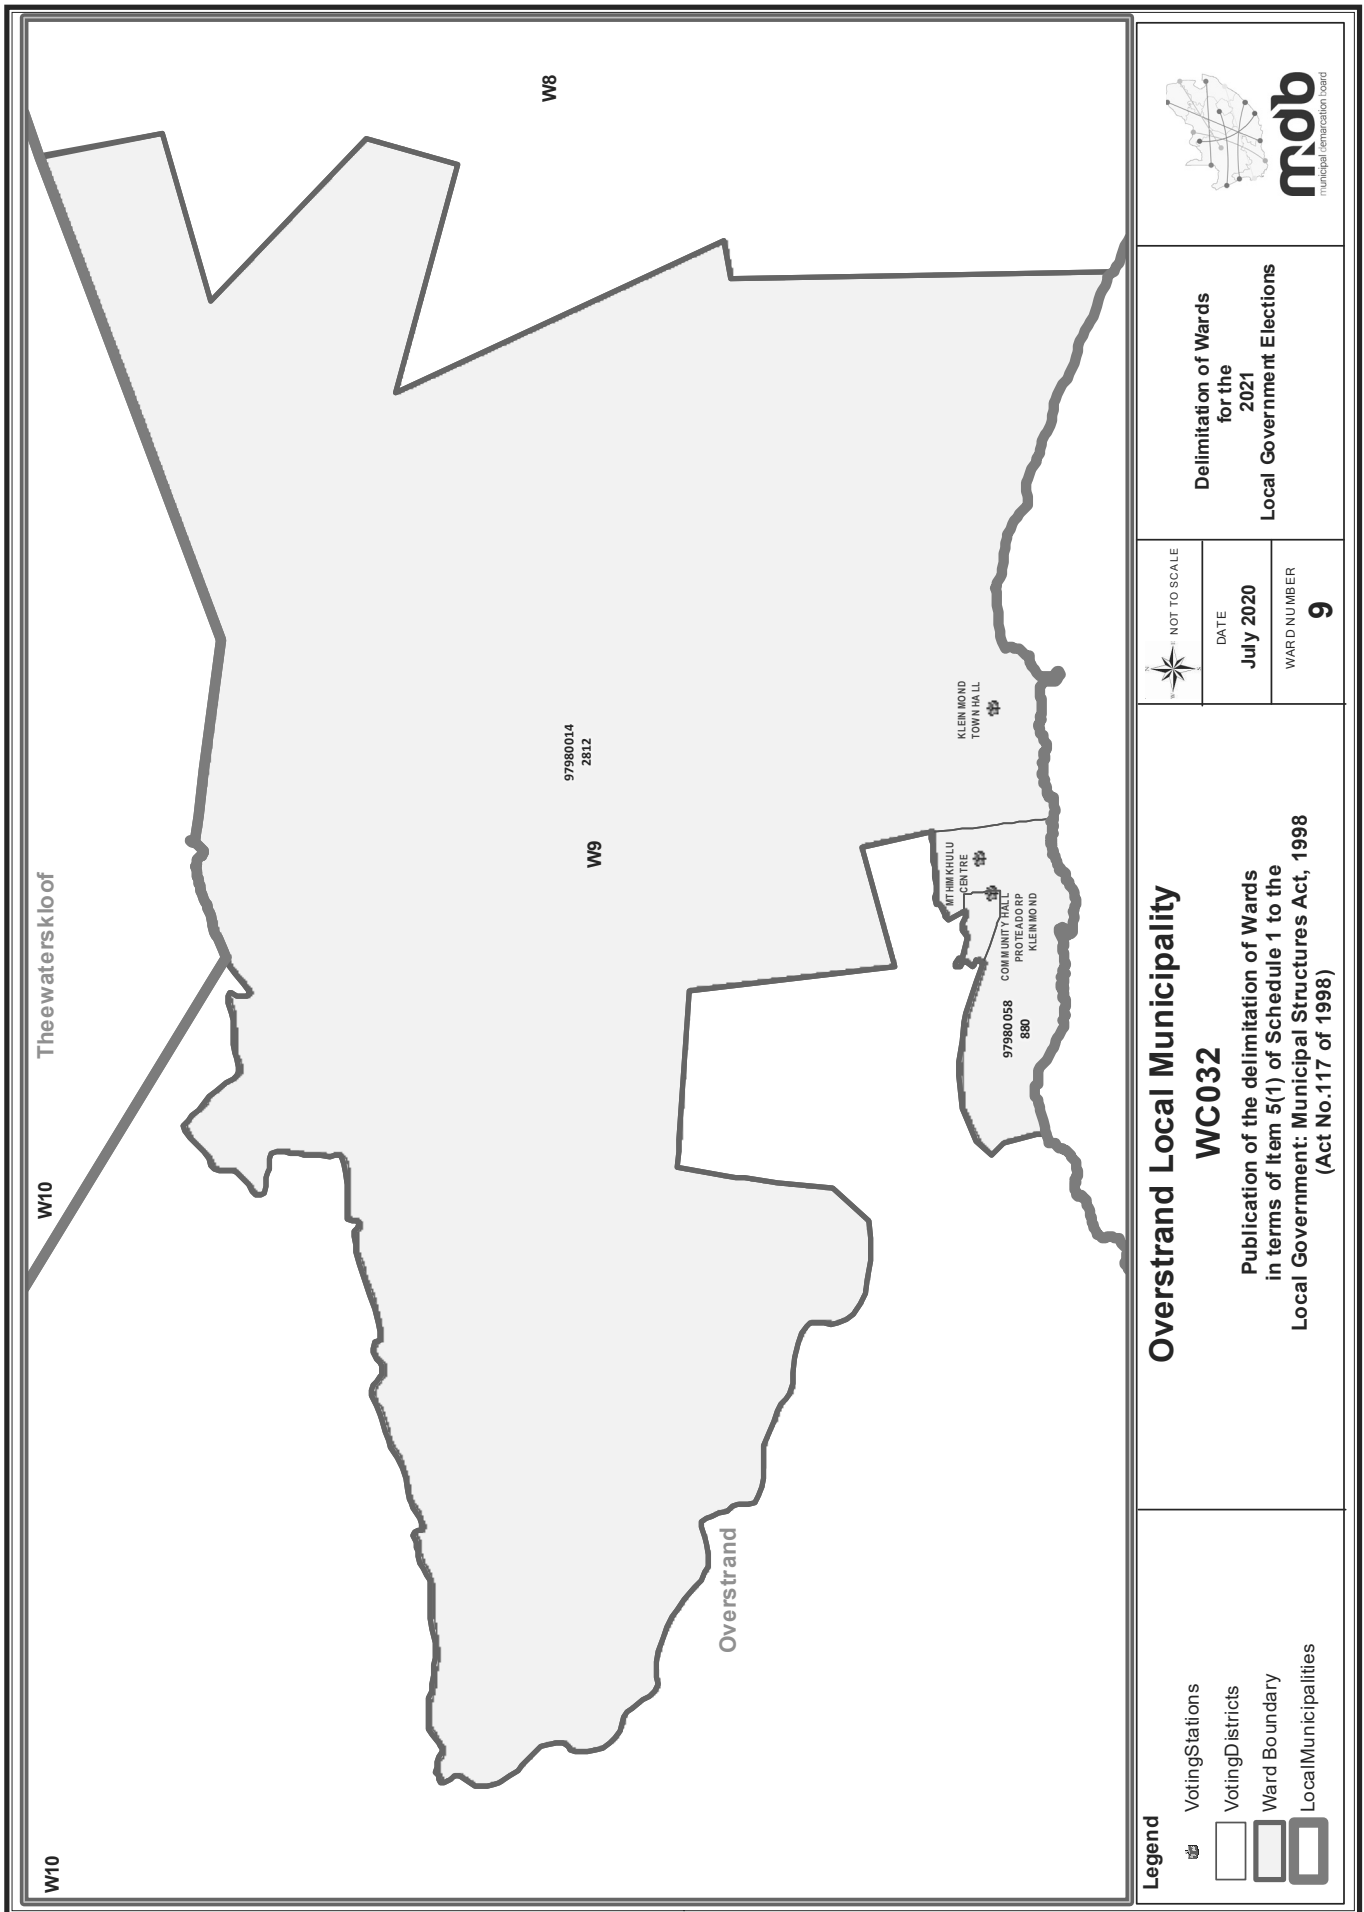 W10
W10
Theewaterskloof
W8
97980014
2812
W9
Overstrand
KLEINMOND
TOWN HALL
MTHIMKHULU
CENTRE
COMMUNITY HALL
PROTEADORP
KLEINMOND
97980058
880
Legend
VotingStations
VotingDistricts
Ward Boundary
LocalMunicipalities
Overstrand Local Municipality
WC032
Publication of the delimitation of Wards
in terms of Item 5(1) of Schedule 1 to the
Local Government: Municipal Structures Act, 1998
(Act No.117 of 1998)
N
W
E
S
NOT TO SCALE
DATE
July 2020
WARD NUMBER
9
Delimitation of Wards
for the
2021
Local Government Elections
mdb
municipal demarcation board